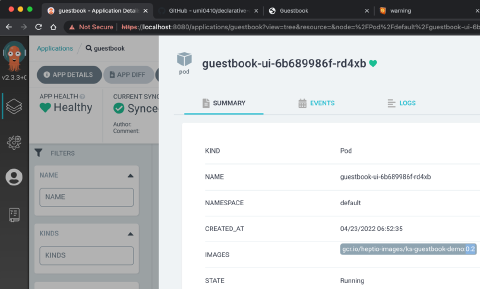 guestbook - Application Details
GitHub - uml0410/declarative-
Guestbook
warning
Not Secure
https://localhost:8080/applications/guestbook?view=tree&resource=&node=%2FPod%2Fdefault%2Fguestbook-ui-6b
v2.3.3+
Applications
guestbook
APP DETAILS
APP DIFF
APP HEALTH
Healthy
CURRENT SYNC
Synced
Author:
Comment:
FILTERS
NAME
NAME
KINDS
KINDS
pod
guestbook-ui-6b689986f-rd4xb
SUMMARY
EVENTS
LOGS
KIND
Pod
NAME
guestbook-ui-6b689986f-rd4xb
NAMESPACE
default
CREATED_AT
04/23/2022 06:52:35
IMAGES
gcr.io/heptio-images/ks-guestbook-demo:0.2
STATE
Running